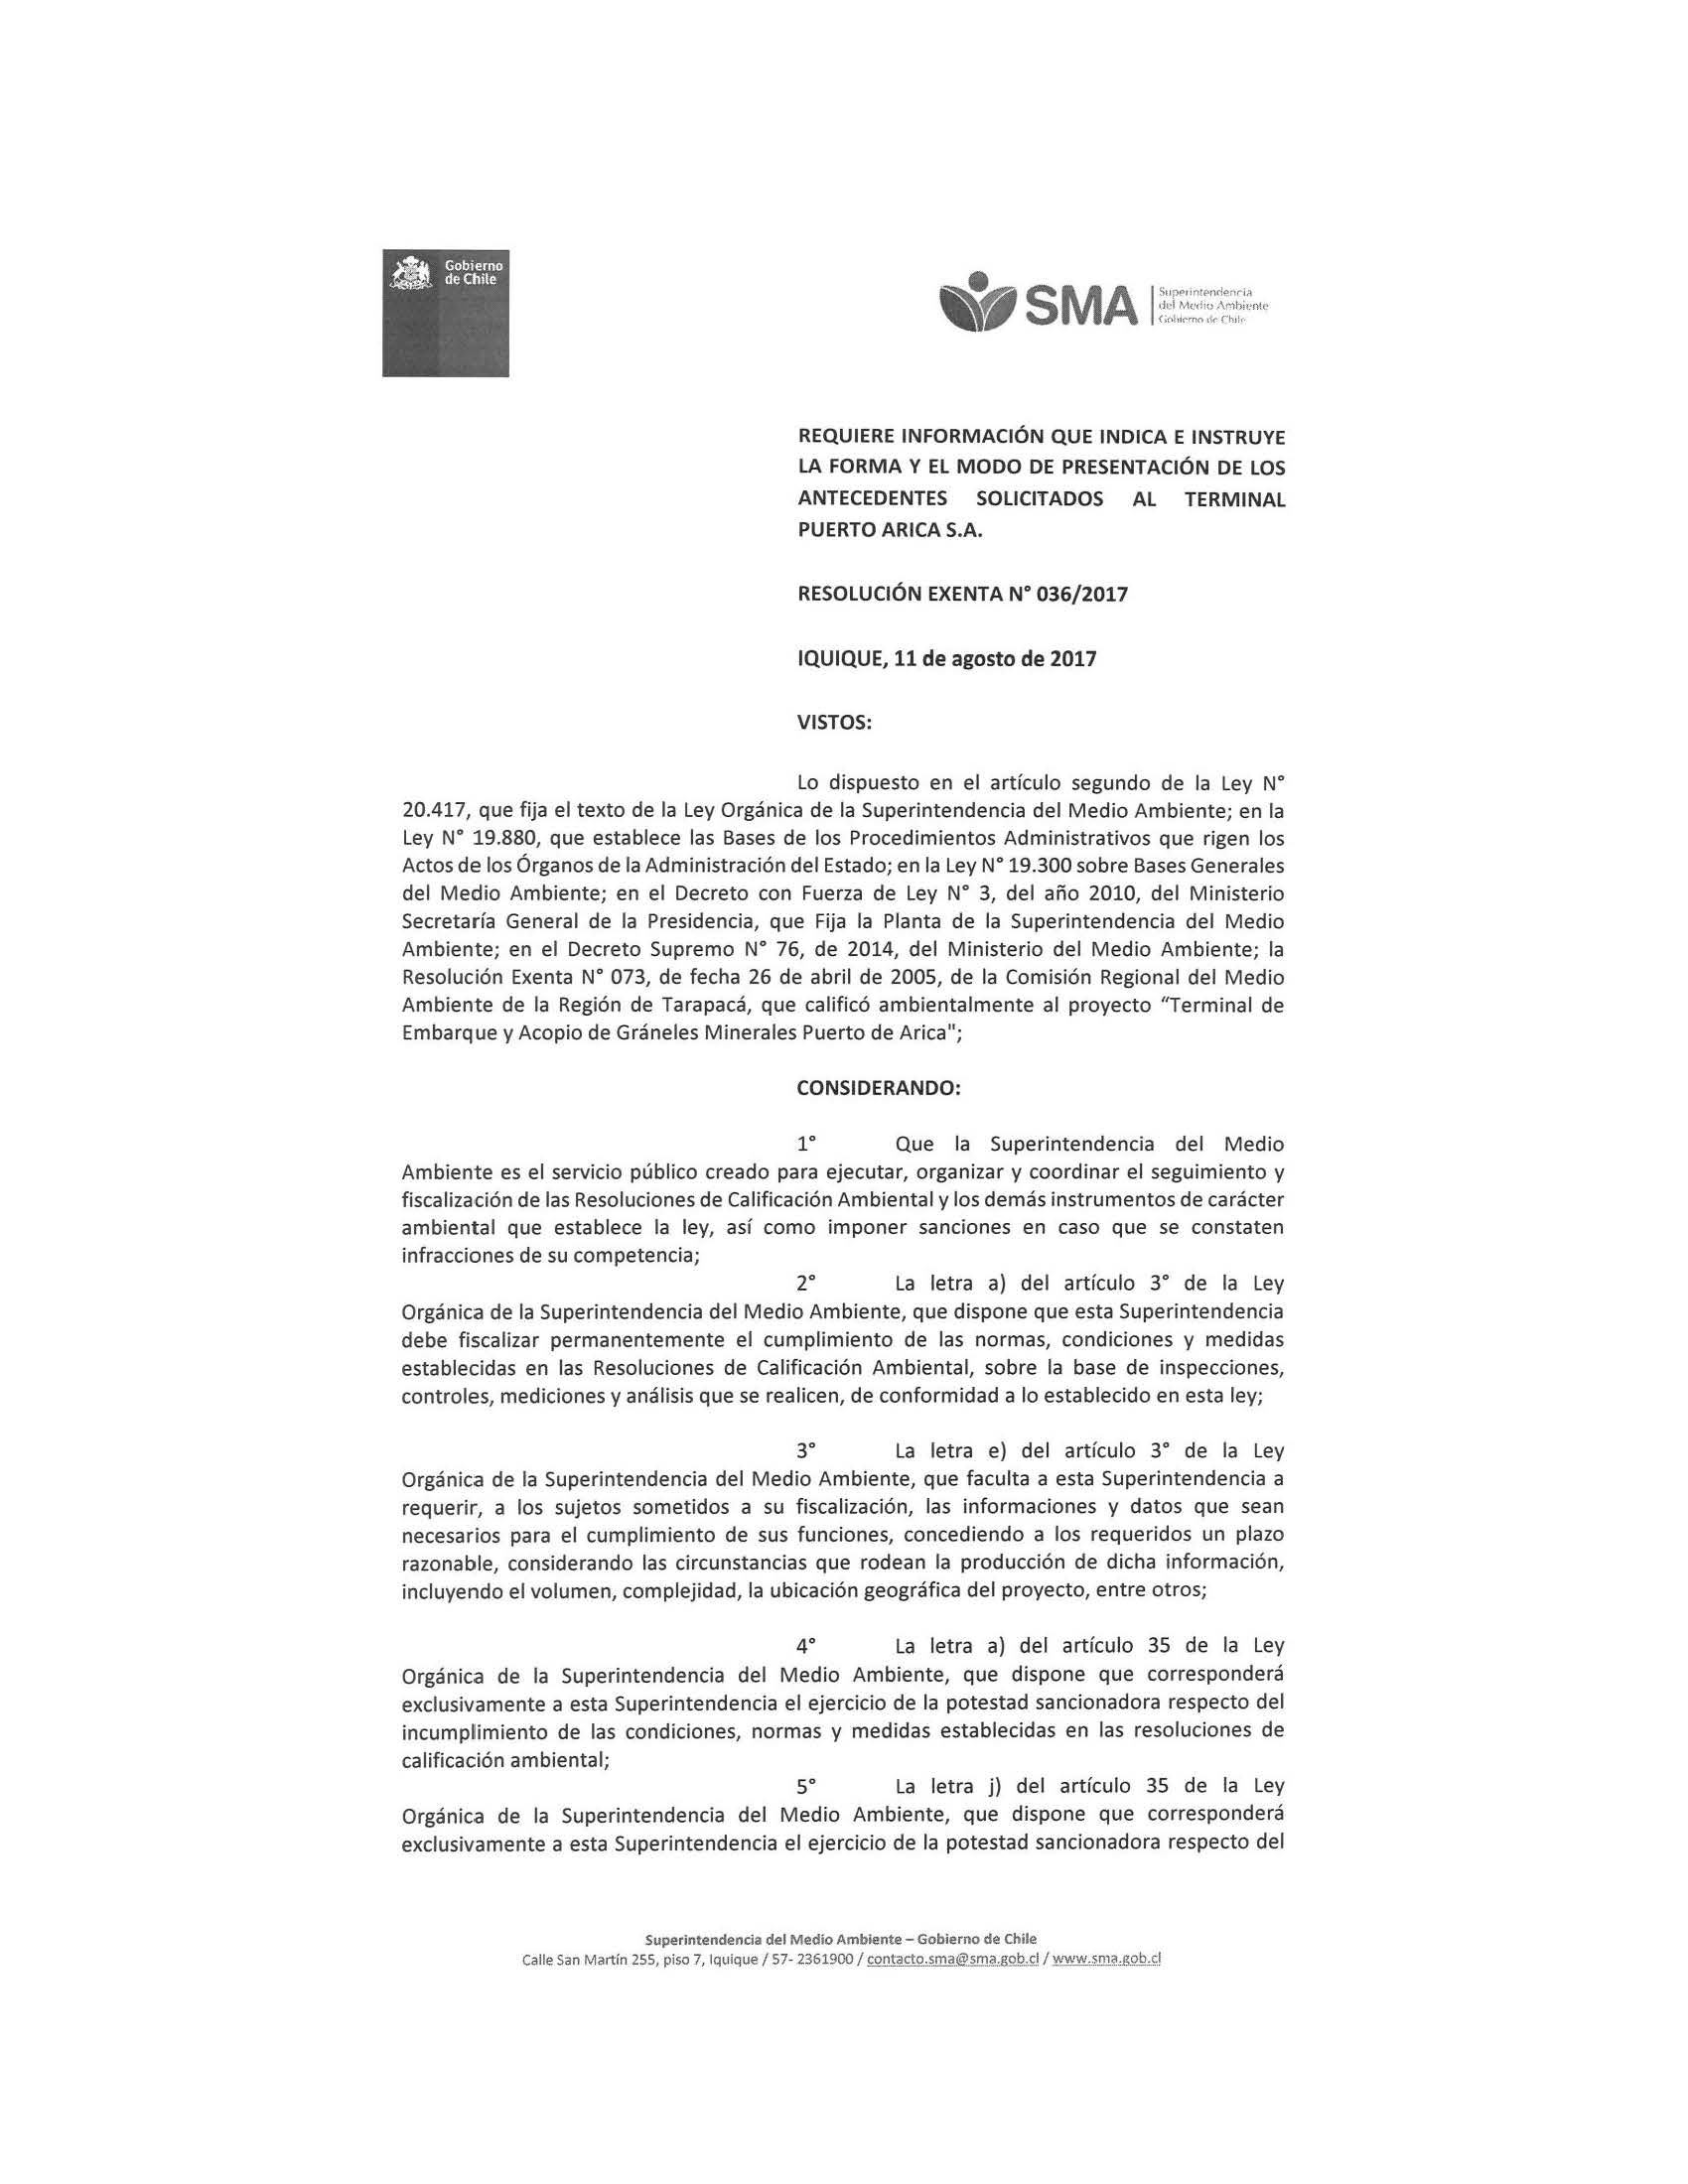 Gobierno
de Chile
SMA
Superintendencia
del Medio Ambiente
Gobierno de Chile
REQUIERE INFORMACIÓN QUE INDICA E INSTRUYE
LA FORMA Y EL MODO DE PRESENTACIÓN DE LOS
ANTECEDENTES SOLICITADOS AL TERMINAL
PUERTO ARICA S.A.
RESOLUCIÓN EXENTA N° 036/2017
IQUIQUE, 11 de agosto de 2017
VISTOS:
Lo dispuesto en el artículo segundo de la Ley N°
20.417, que fija el texto de la Ley Orgánica de la Superintendencia del Medio Ambiente; en la
Ley N° 19.880, que establece las Bases de los Procedimientos Administrativos que rigen los
Actos de los Órganos de la Administración del Estado; en la Ley N° 19.300 sobre Bases Generales
del Medio Ambiente; en el Decreto con Fuerza de Ley N° 3, del año 2010, del Ministerio
Secretaría General de la Presidencia, que Fija la Planta de la Superintendencia del Medio
Ambiente; en el Decreto Supremo N° 76, de 2014, del Ministerio del Medio Ambiente; la
Resolución Exenta N° 073, de fecha 26 de abril de 2005, de la Comisión Regional del Medio
Ambiente de la Región de Tarapacá, que calificó ambientalmente al proyecto “Terminal de
Embarque y Acopio de Gráneles Minerales Puerto de Arica";
CONSIDERANDO:
1° Que la Superintendencia del Medio
Ambiente es el servicio público creado para ejecutar, organizar y coordinar el seguimiento y
fiscalización de las Resoluciones de Calificación Ambiental y los demás instrumentos de carácter
ambiental que establece la ley, así como imponer sanciones en caso que se constaten
infracciones de su competencia;
2° La letra a) del artículo 3° de la Ley
Orgánica de la Superintendencia del Medio Ambiente, que dispone que esta Superintendencia
debe fiscalizar permanentemente el cumplimiento de las normas, condiciones y medidas
establecidas en las Resoluciones de Calificación Ambiental, sobre la base de inspecciones,
controles, mediciones y análisis que se realicen, de conformidad a lo establecido en esta ley;
3° La letra e) del artículo 3° de la Ley
Orgánica de la Superintendencia del Medio Ambiente, que faculta a esta Superintendencia a
requerir, a los sujetos sometidos a su fiscalización, las informaciones y datos que sean
necesarios para el cumplimiento de sus funciones, concediendo a los requeridos un plazo
razonable, considerando las circunstancias que rodean la producción de dicha información,
incluyendo el volumen, complejidad, la ubicación geográfica del proyecto, entre otros;
4° La letra a) del artículo 35 de la Ley
Orgánica de la Superintendencia del Medio Ambiente, que dispone que corresponderá
exclusivamente a esta Superintendencia el ejercicio de la potestad sancionadora respecto del
incumplimiento de las condiciones, normas y medidas establecidas en las resoluciones de
calificación ambiental;
5° La letra j) del artículo 35 de la Ley
Orgánica de la Superintendencia del Medio Ambiente, que dispone que corresponderá
exclusivamente a esta Superintendencia el ejercicio de la potestad sancionadora respecto del
Superintendencia del Medio Ambiente – Gobierno de Chile
Calle San Martín 255, piso 7, Iquique / 57- 2361900 / contacto.sma@sma.gob.cl / www.sma.gob.cl